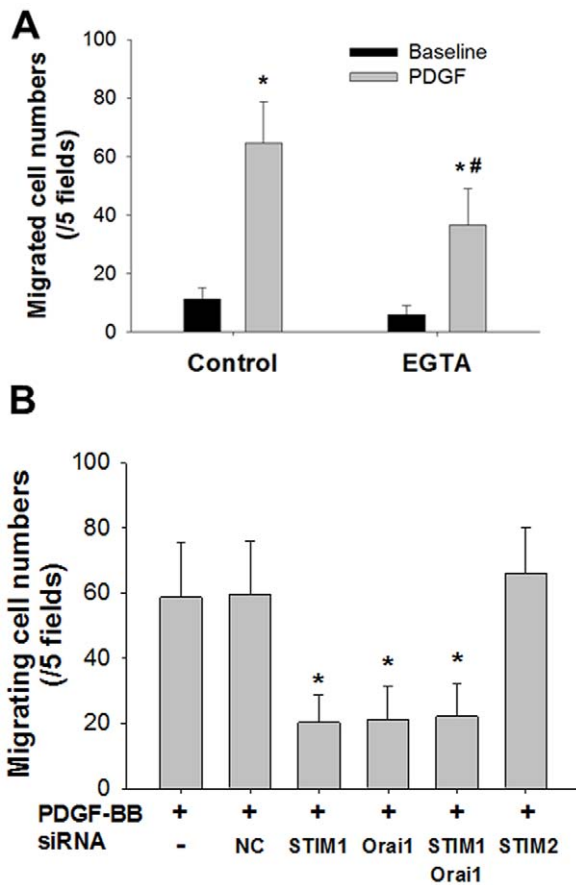 A
100
80
60
40
20
0
Migrated cell numbers
(/5 fields)
Baseline
PDGF
*
*#
Control EGTA
B
100
80
60
40
20
0
Migrating cell numbers
(/5 fields)
* * *
PDGF-BB + + + + + +
siRNA - NC STIM1 Orai1 STIM1 STIM2
Orai1